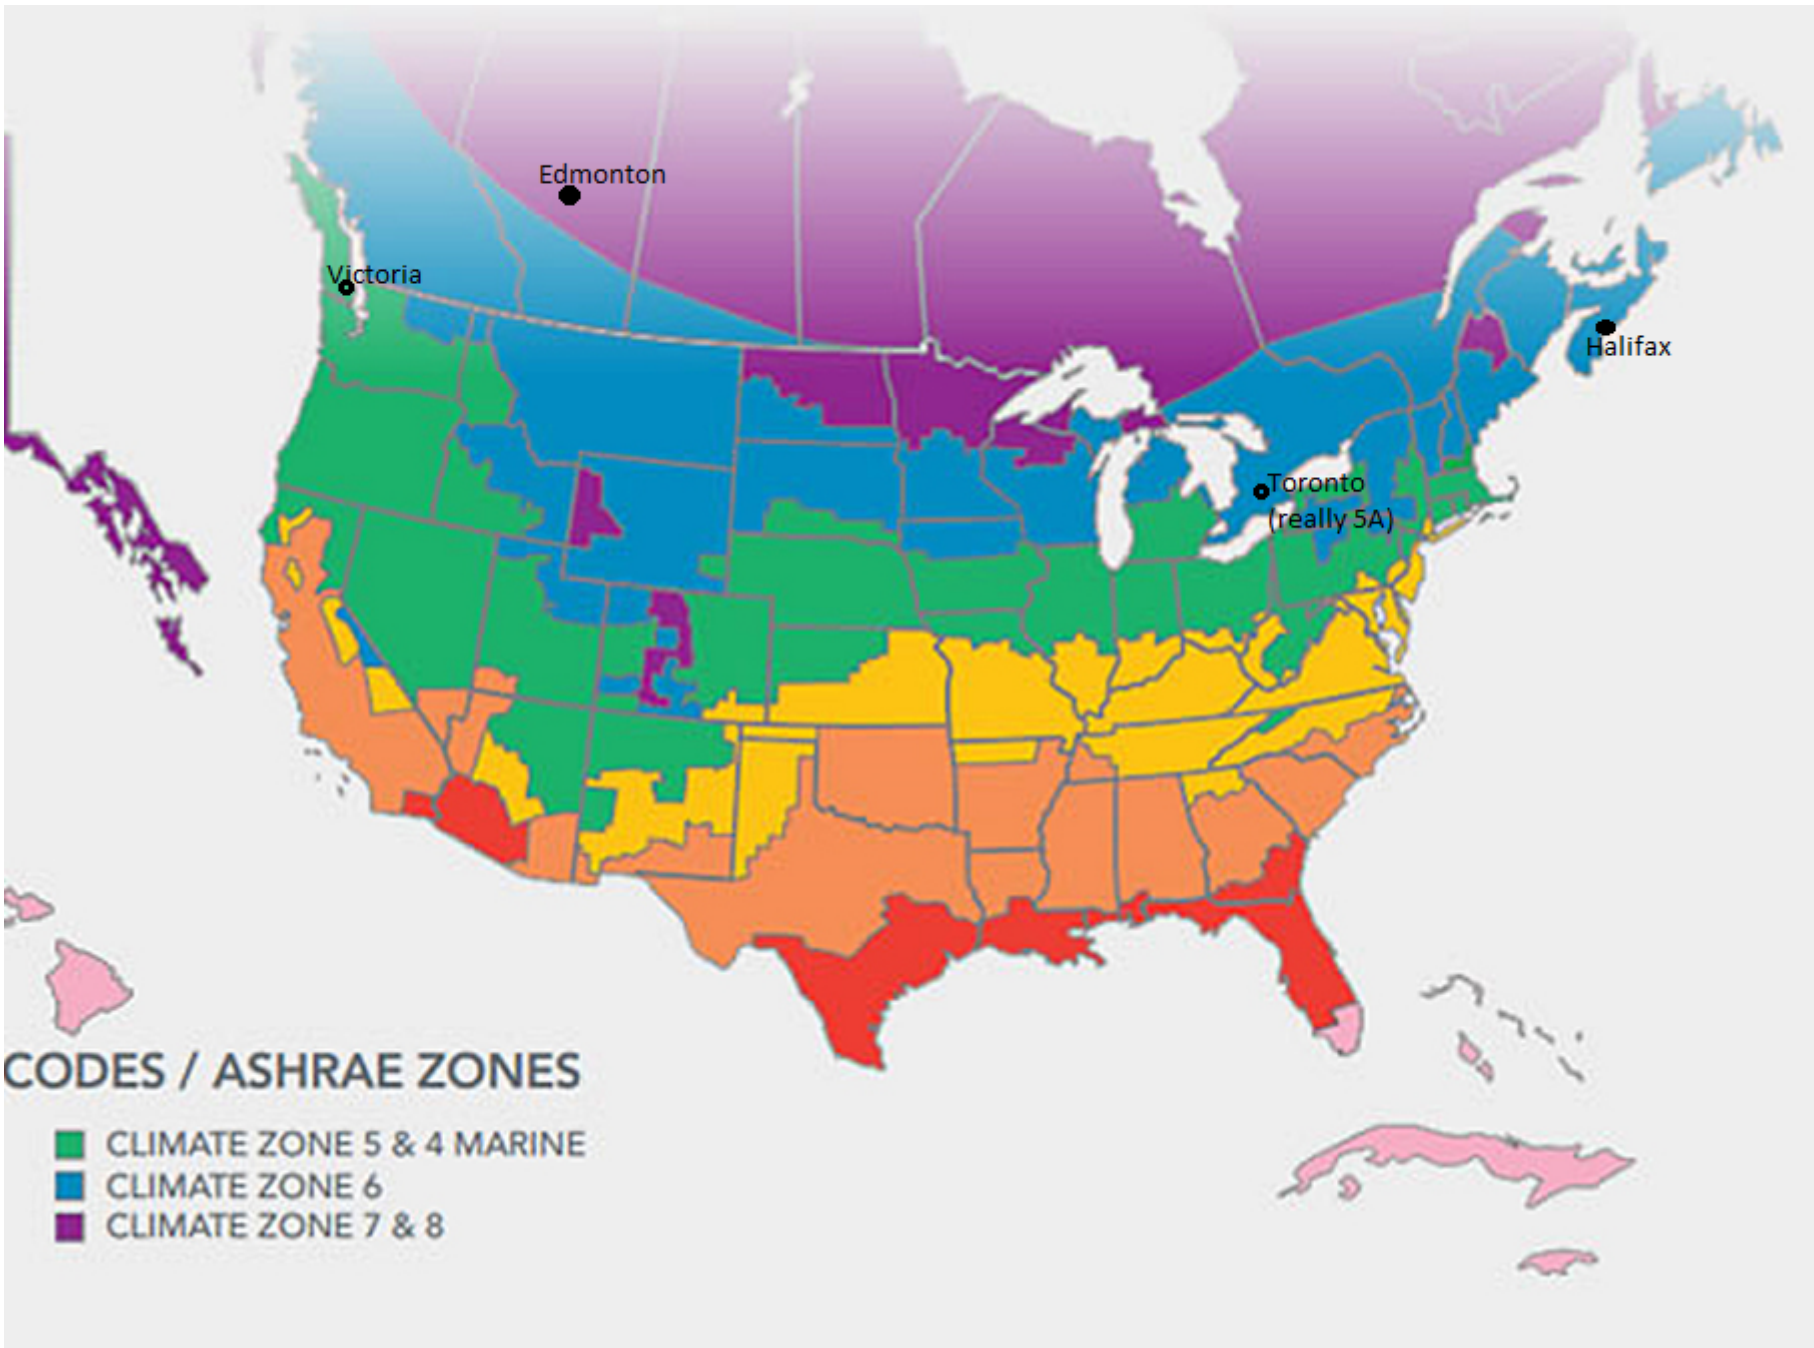 Edmonton
Victoria
Halifax
Toronto
(really 5A)
CODES / ASHRAE ZONES
CLIMATE ZONE 5 & 4 MARINE
CLIMATE ZONE 6
CLIMATE ZONE 7 & 8